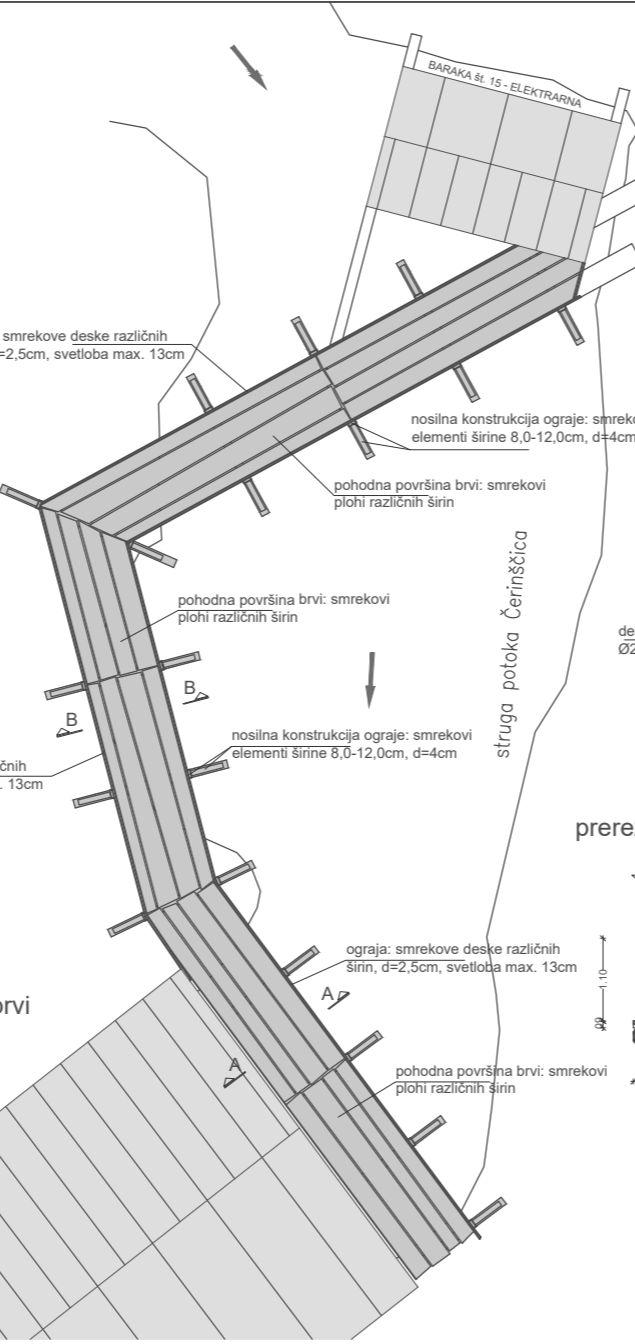 BARAKA št. 15 - ELEKTRARNA
smrekove deske različnih
=2,5cm, svetloba max. 13cm
nosilna konstrukcija ograje: smreko
elementi širine 8,0-12,0cm, d=4cm
pohodna površina brvi: smrekovi
plohi različnih širin
struga potoka Čerinščica
pohodna površina brvi: smrekovi
plohi različnih širin
de
Ø2
B
B
nosilna konstrukcija ograje: smrekovi
elementi širine 8,0-12,0cm, d=4cm
čnih
. 13cm
prerez
ograja: smrekove deske različnih
širin, d=2,5cm, svetloba max. 13cm
1.10
A
A
rvi
pohodna površina brvi: smrekovi
plohi različnih širin